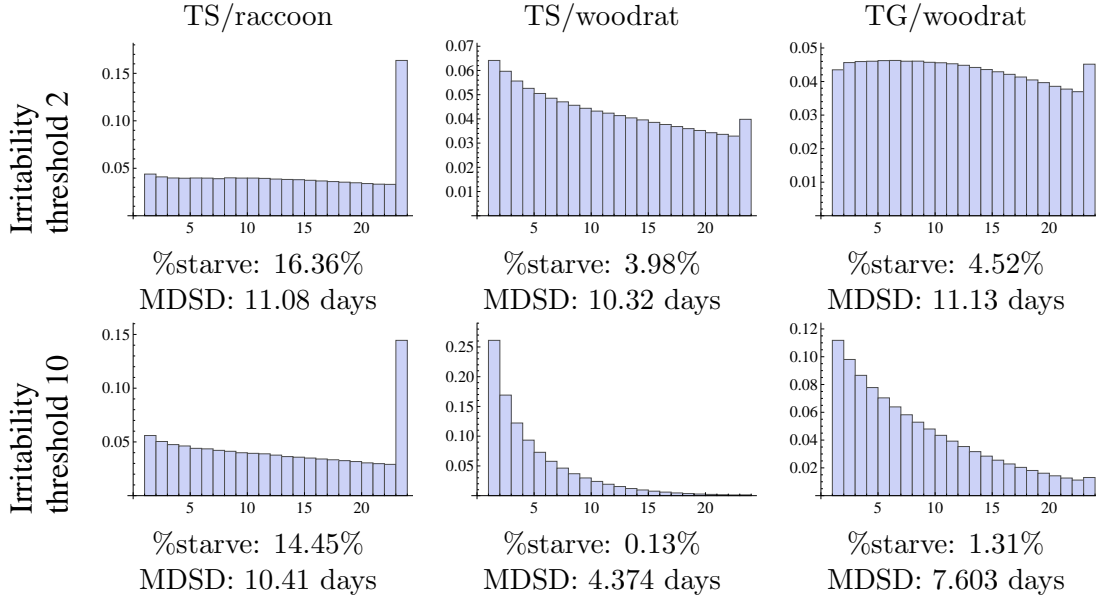 TS/raccoon
TS/woodrat
TG/woodrat
Irritability
threshold 2
0.15
0.10
0.05
5
10
15
20
0.07
0.06
0.05
0.04
0.03
0.02
0.01
5
10
15
20
0.05
0.04
0.03
0.02
0.01
5
10
15
20
%starve: 16.36%
MDSD: 11.08 days
%starve: 3.98%
MDSD: 10.32 days
%starve: 4.52%
MDSD: 11.13 days
Irritability
threshold 10
0.15
0.10
0.05
5
10
15
20
0.25
0.20
0.15
0.10
0.05
5
10
15
20
0.12
0.10
0.08
0.06
0.04
0.02
5
10
15
20
%starve: 14.45%
MDSD: 10.41 days
%starve: 0.13%
MDSD: 4.374 days
%starve: 1.31%
MDSD: 7.603 days